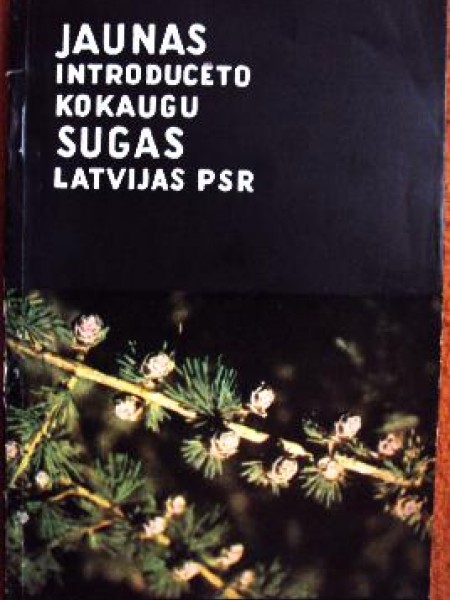 JAUNAS
INTRODUCĒTO
KOKAUGU
SUGAS
LATVIJAS PSR